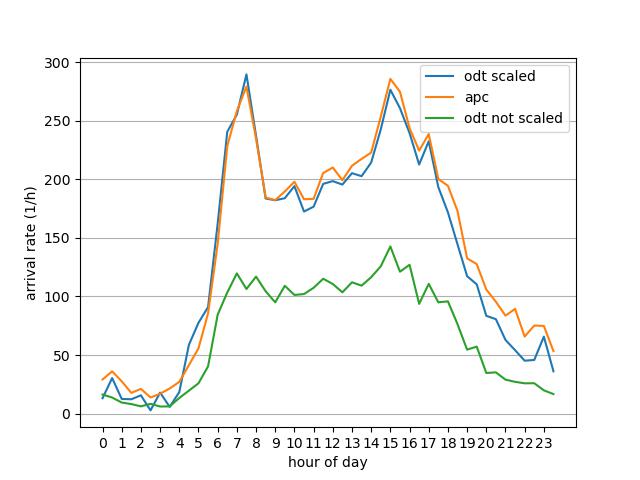 300
250
200
150
100
50
0
arrival rate (1/h)
odt scaled
apc
odt not scaled
0 1 2 3 4 5 6 7 8 9 10 11 12 13 14 15 16 17 18 19 20 21 22 23
hour of day